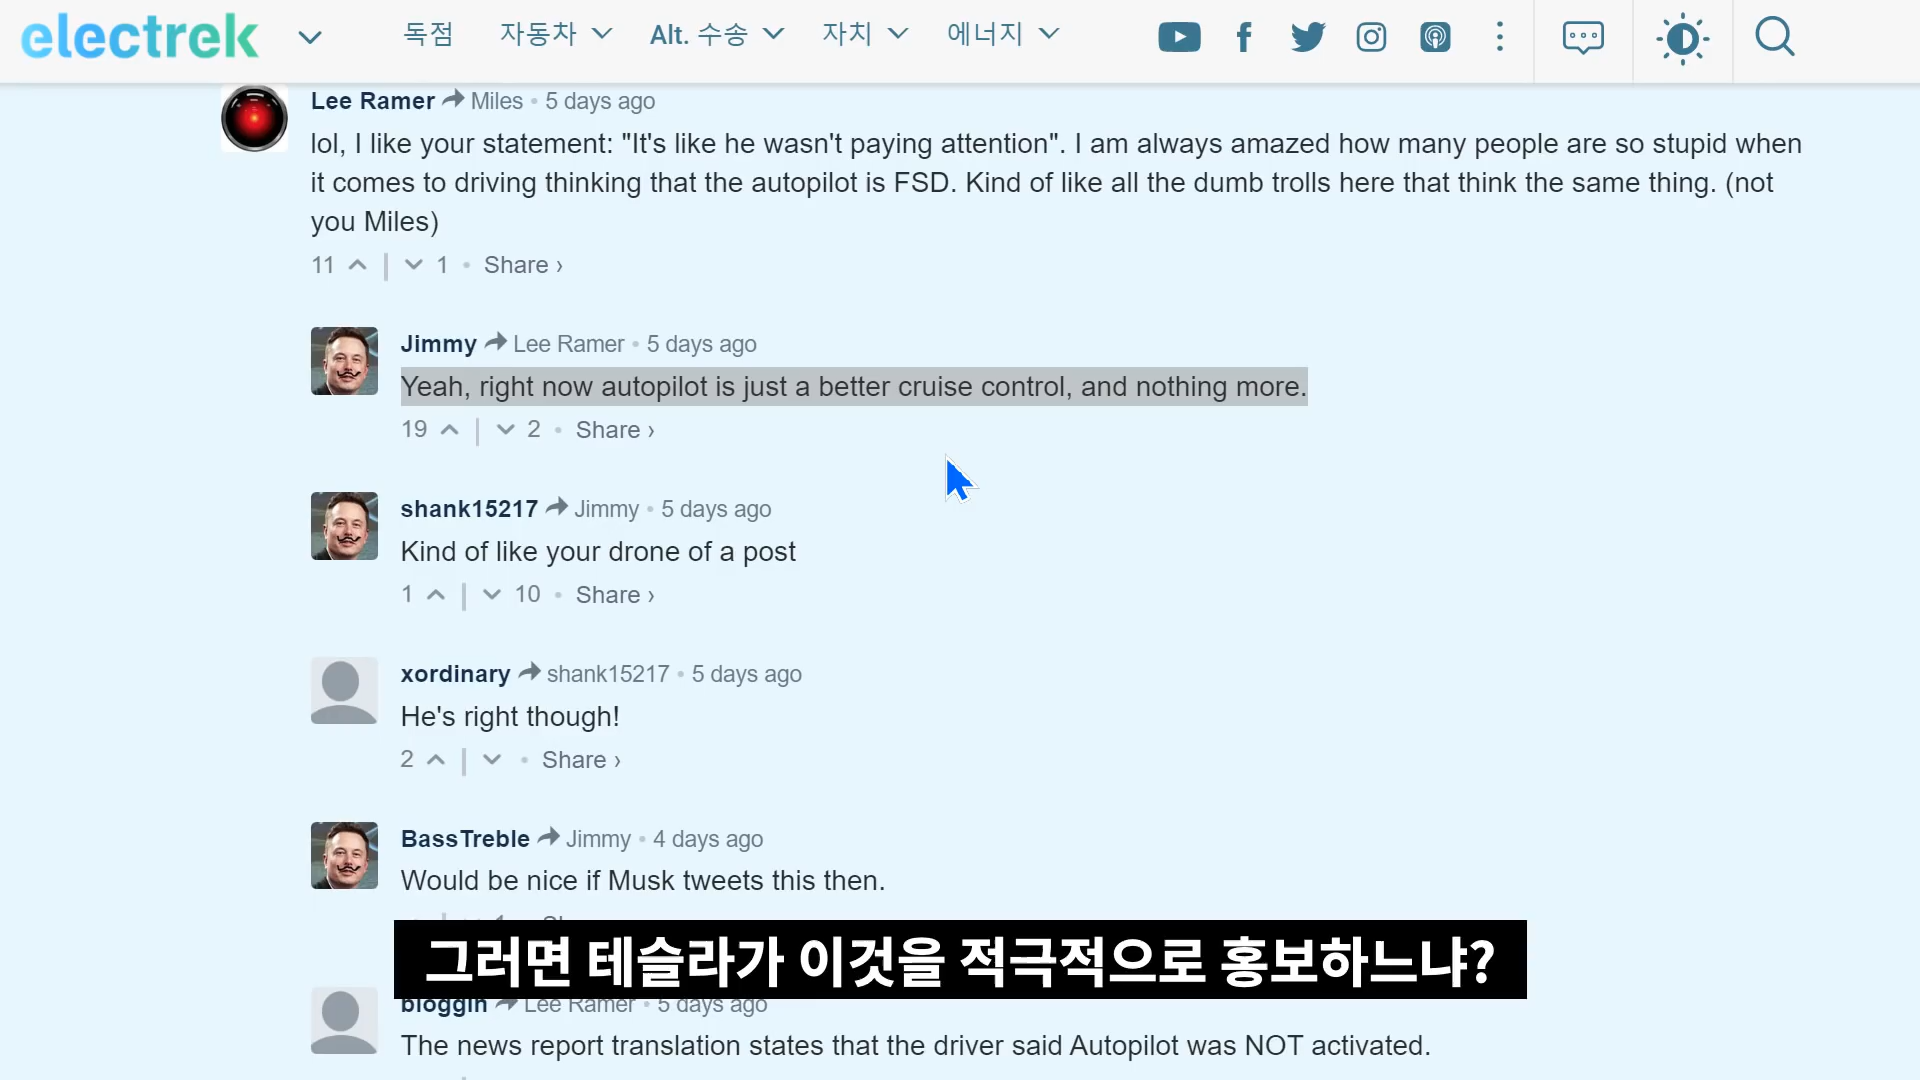 electrek
독점 자동차 Alt. 수송 자치 에너지
Lee Ramer Miles • 5 days ago
lol, I like your statement: "It's like he wasn't paying attention". I am always amazed how many people are so stupid when
it comes to driving thinking that the autopilot is FSD. Kind of like all the dumb trolls here that think the same thing. (not
you Miles)
11 | 1 • Share ›
Jimmy Lee Ramer • 5 days ago
Yeah, right now autopilot is just a better cruise control, and nothing more.
19 | 2 • Share ›
shank15217 Jimmy • 5 days ago
Kind of like your drone of a post
1 | 10 • Share ›
xordinary shank15217 • 5 days ago
He's right though!
2 | • Share ›
BassTreble Jimmy • 4 days ago
Would be nice if Musk tweets this then.
그러면 테슬라가 이것을 적극적으로 홍보하느냐?
bloggin Lee Ramer • 5 days ago
The news report translation states that the driver said Autopilot was NOT activated.